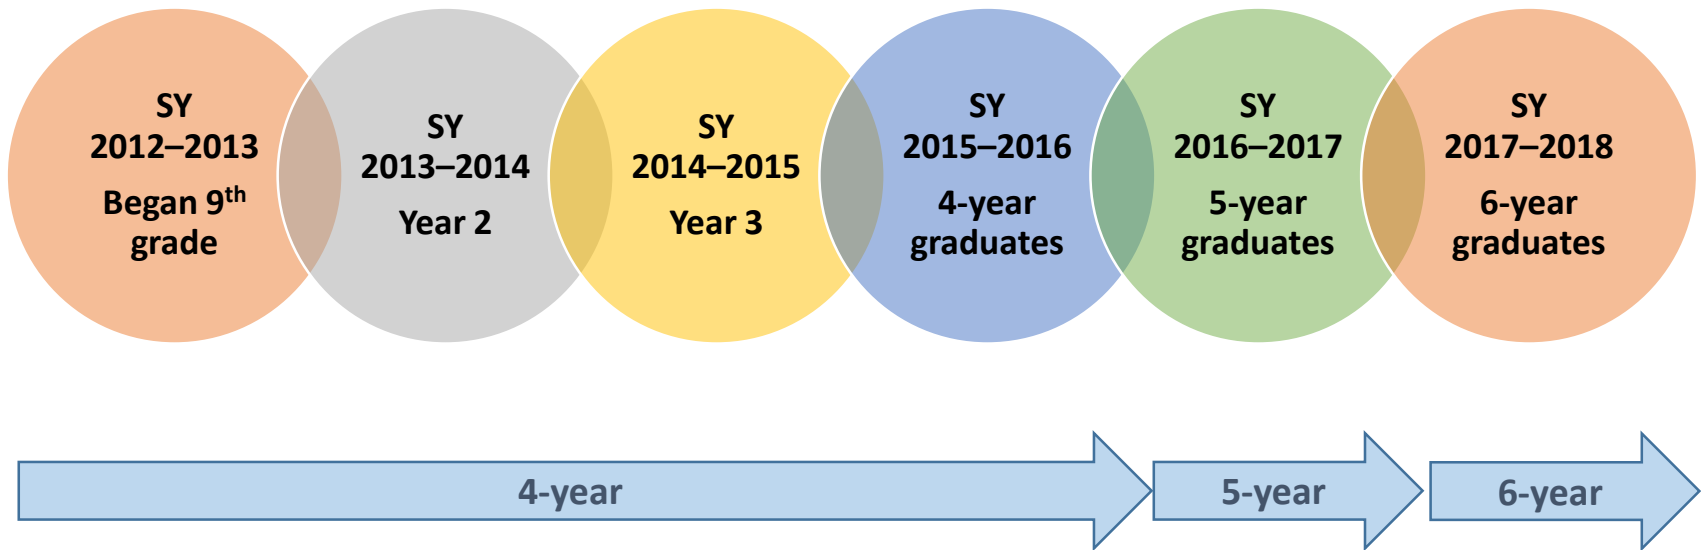 SY
2012–2013
Began 9th
grade
SY
2013–2014
Year 2
SY
2014–2015
Year 3
SY
2015–2016
4-year
graduates
SY
2016–2017
5-year
graduates
SY
2017–2018
6-year
graduates
4-year
5-year
6-year